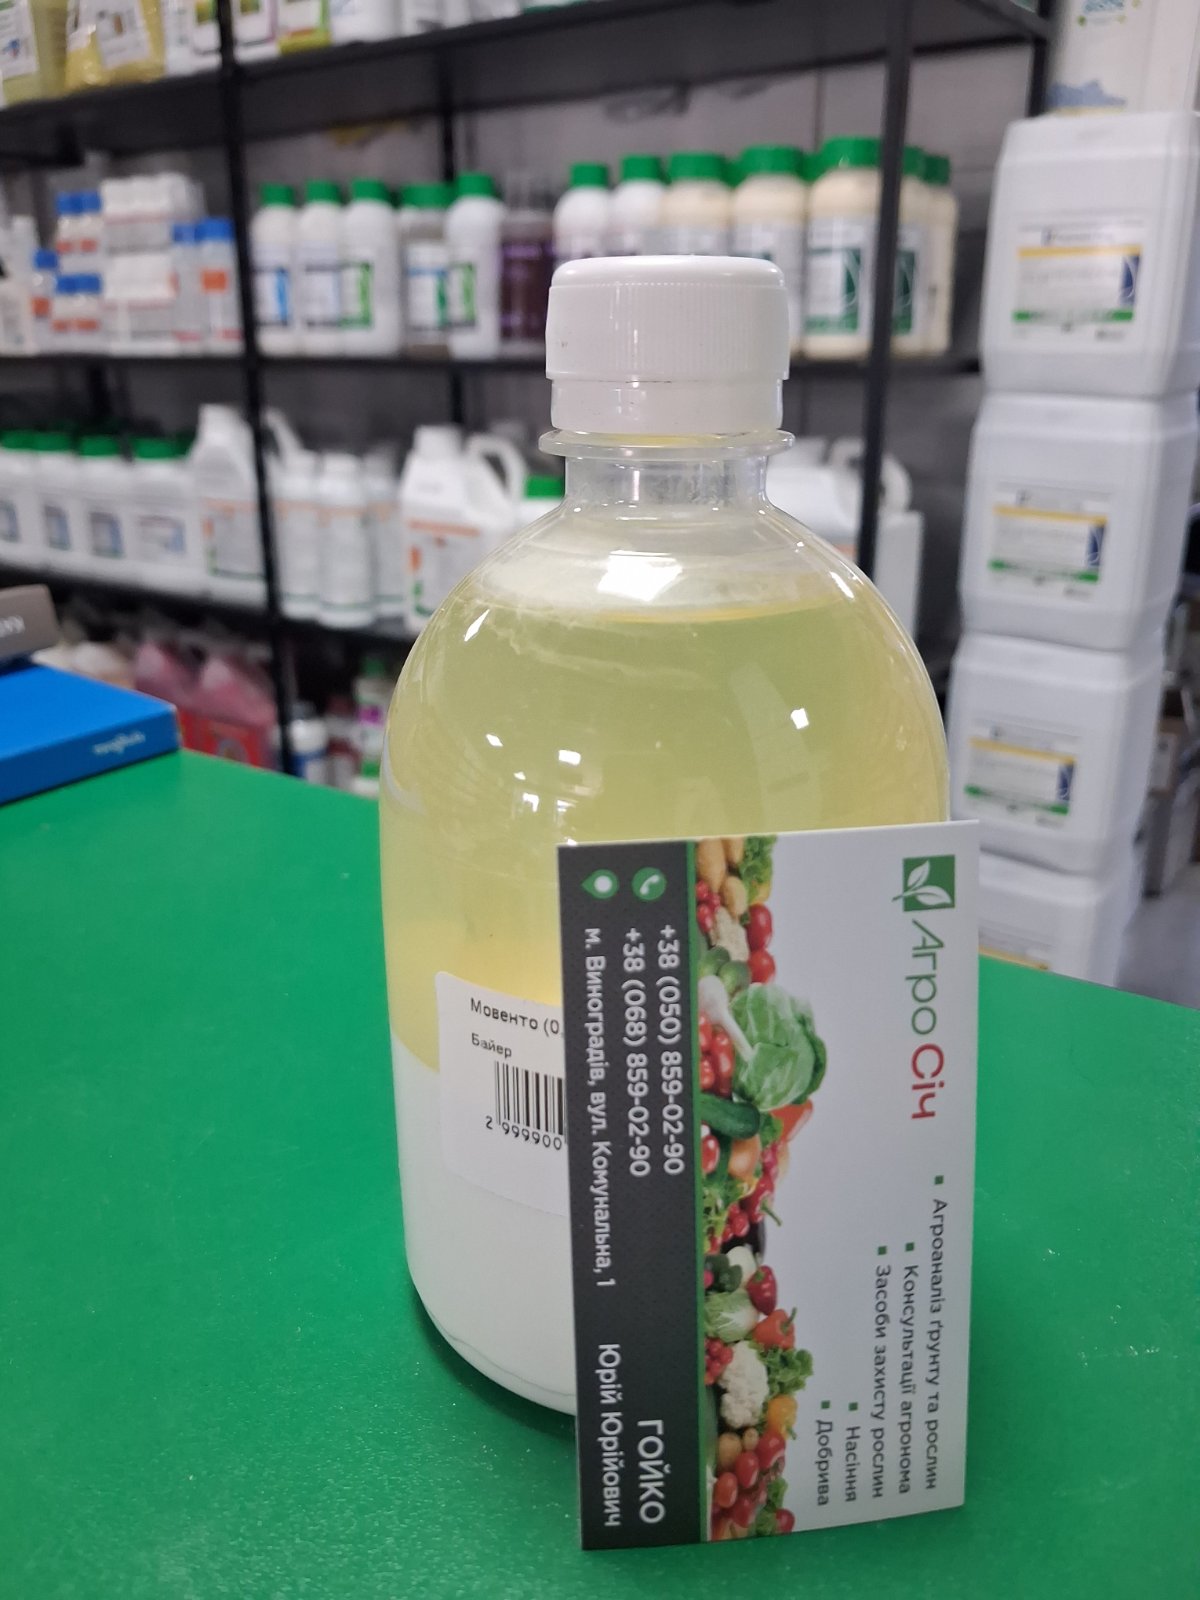 Мовенто (0.
Байер
2 999900
Агро Січ
▪ Агроаналіз ґрунту та рослин
▪ Консультації агронома
▪ Засоби захисту рослин
▪ Насіння
▪ Добрива
+38 (050) 859-02-90
+38 (068) 859-02-90
м. Виноградів, вул. Комунальна, 1
ГОЙКО
Юрій Юрійович